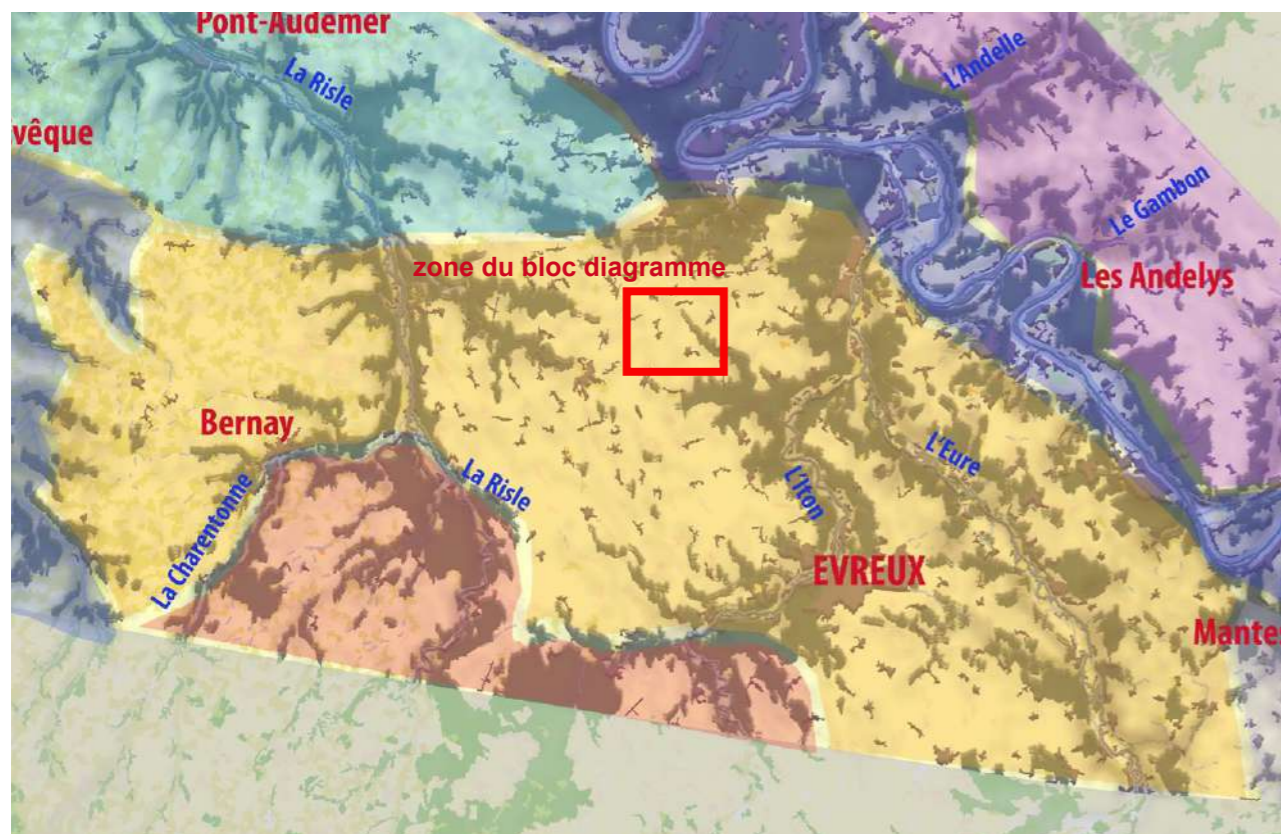 Pont-Audemer
La Risle
L'Andelle
vêque
Le Gambon
zone du bloc diagramme
Les Andelys
Bernay
La Risle
L'Eure
L'Iton
La Charentonne
EVREUX
Mantes